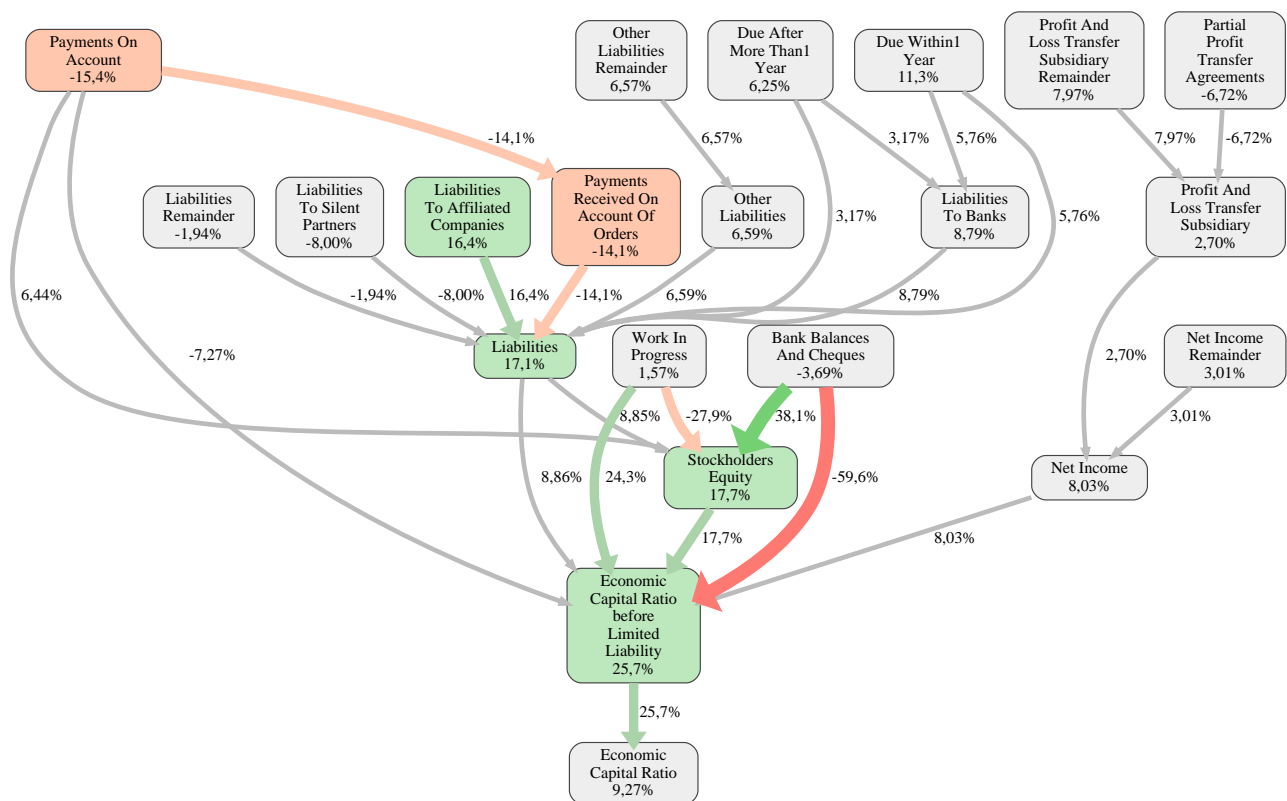 Payments On
Account
-15,4%
Other
Liabilities
Remainder
6,57%
Due After
More Than1
Year
6,25%
Due Within1
Year
11,3%
Profit And
Loss Transfer
Subsidiary
Remainder
7,97%
Partial
Profit
Transfer
Agreements
-6,72%
-14,1%
6,57%
3,17%
5,76%
7,97%
-6,72%
Liabilities
Remainder
-1,94%
Liabilities
To Silent
Partners
-8,00%
Liabilities
To Affiliated
Companies
16,4%
Payments
Received On
Account Of
Orders
-14,1%
Other
Liabilities
6,59%
3,17%
Liabilities
To Banks
8,79%
5,76%
Profit And
Loss Transfer
Subsidiary
2,70%
6,44%
-1,94%
-8,00%
16,4%
-14,1%
6,59%
8,79%
-7,27%
Liabilities
17,1%
Work In
Progress
1,57%
Bank Balances
And Cheques
-3,69%
2,70%
Net Income
Remainder
3,01%
8,85%
-27,9%
38,1%
3,01%
8,86%
24,3%
Stockholders
Equity
17,7%
-59,6%
Net Income
8,03%
17,7%
8,03%
Economic
Capital Ratio
before
Limited
Liability
25,7%
25,7%
Economic
Capital Ratio
9,27%